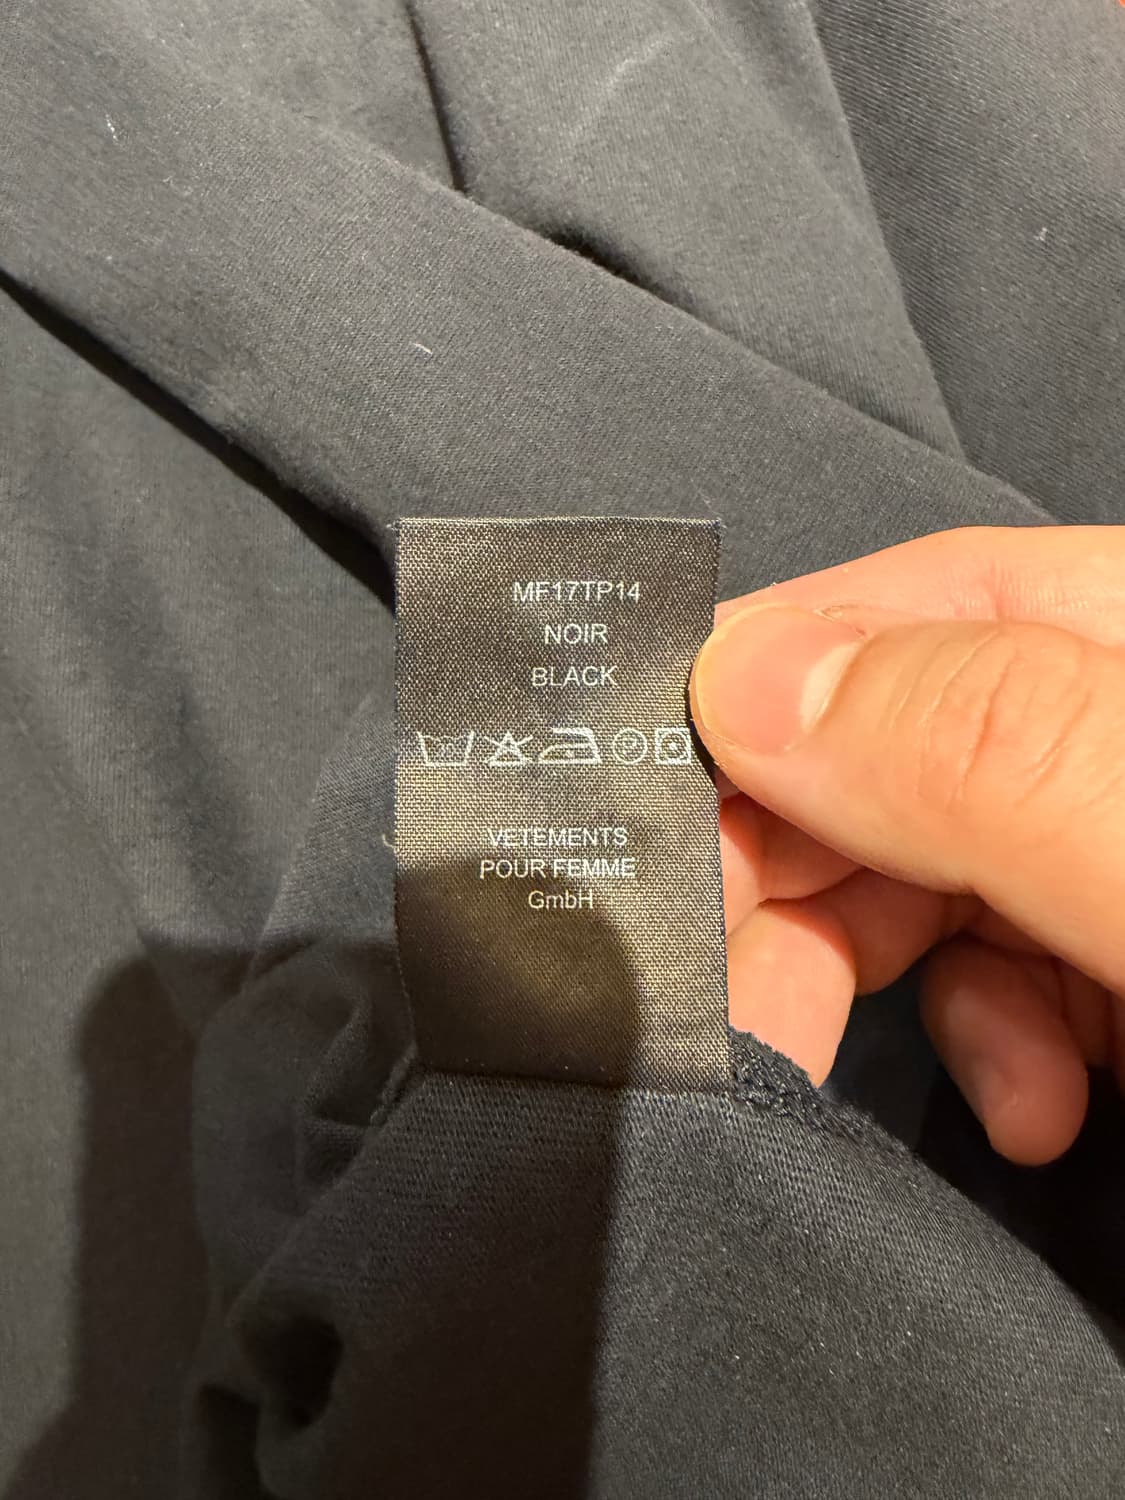 MF17TP14
NOIR
BLACK
VETEMENTS
POUR FEMME
GmbH